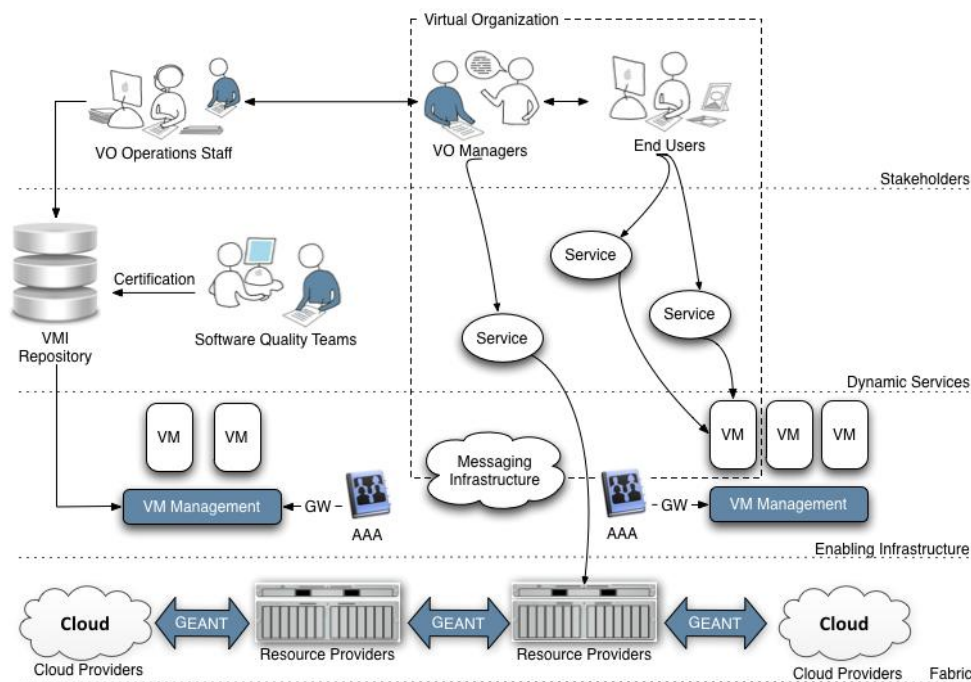 Virtual Organization
VO Operations Staff
VO Managers
End Users
Stakeholders
Service
Certification
Service
Service
VMI
Repository
Software Quality Teams
Dynamic Services
VM
VM
VM
VM
VM
Messaging
Infrastructure
VM Management
GW
AAA
AAA
GW
VM Management
Enabling Infrastructure
Cloud
GEANT
GEANT
GEANT
Cloud
Cloud Providers
Resource Providers
Resource Providers
Cloud Providers
Fabric